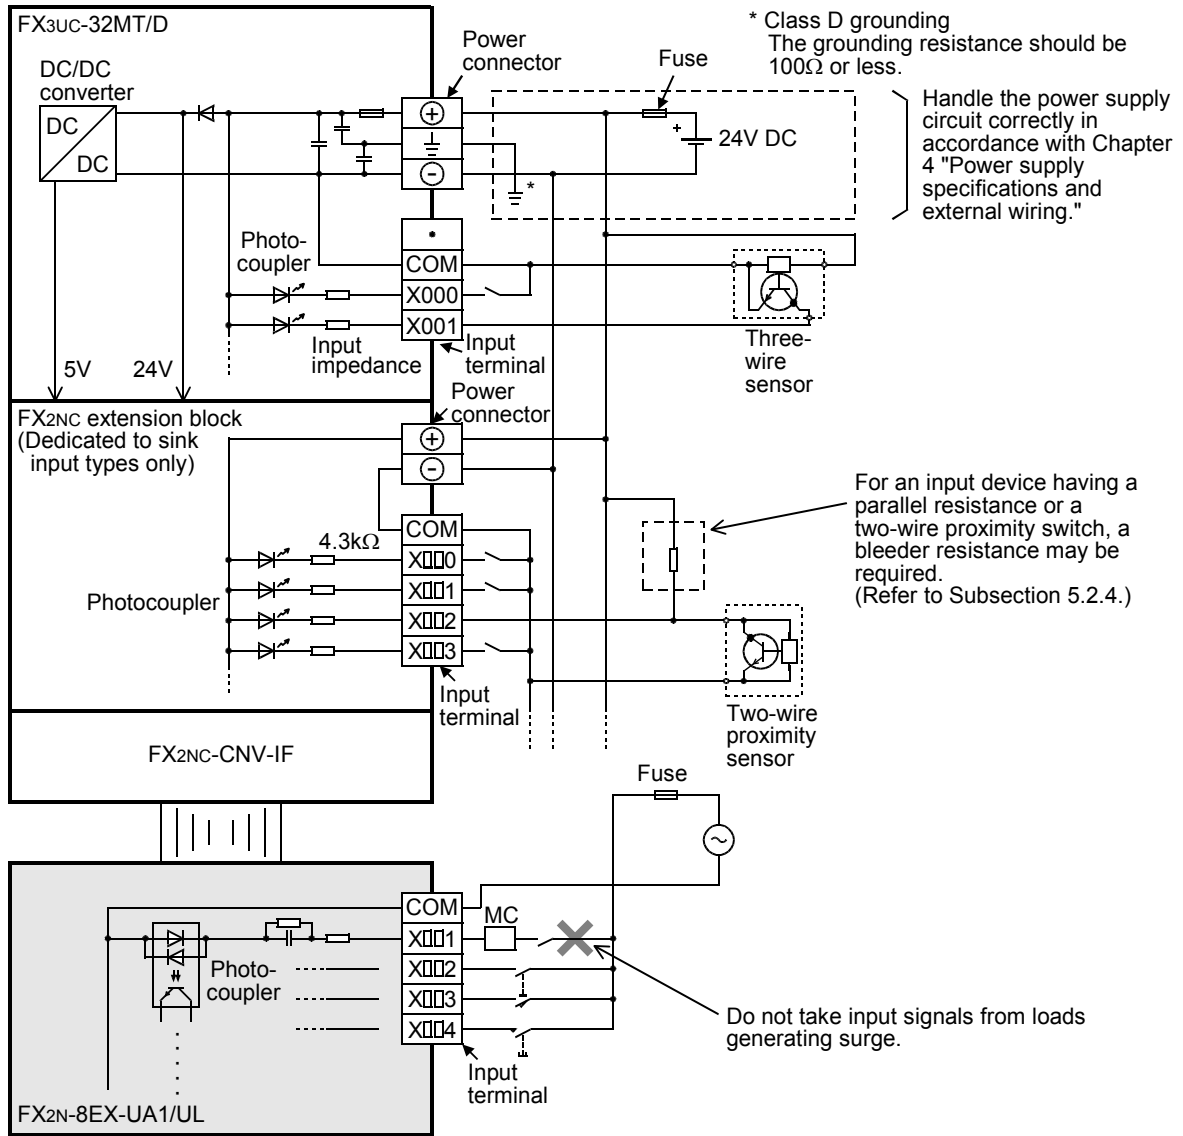 FX3UC-32MT/D
DC/DC
converter
DC
DC
Power
connector
Fuse
* Class D grounding
The grounding resistance should be
100Ω or less.
+
24V DC
*
Handle the power supply
circuit correctly in
accordance with Chapter
4 "Power supply
specifications and
external wiring."
Photo-
coupler
•
COM
X000
X001
Input
impedance
Input
terminal
Three-
wire
sensor
5V
24V
FX2NC extension block
(Dedicated to sink
input types only)
Power
connector
COM
4.3kΩ
X□□0
X□□1
X□□2
X□□3
Photocoupler
Input
terminal
For an input device having a
parallel resistance or a
two-wire proximity switch, a
bleeder resistance may be
required.
(Refer to Subsection 5.2.4.)
Two-wire
proximity
sensor
FX2NC-CNV-IF
Fuse
COM
MC
X□□1
X□□2
X□□3
X□□4
Photo-
coupler
Do not take input signals from loads
generating surge.
Input
terminal
FX2N-8EX-UA1/UL